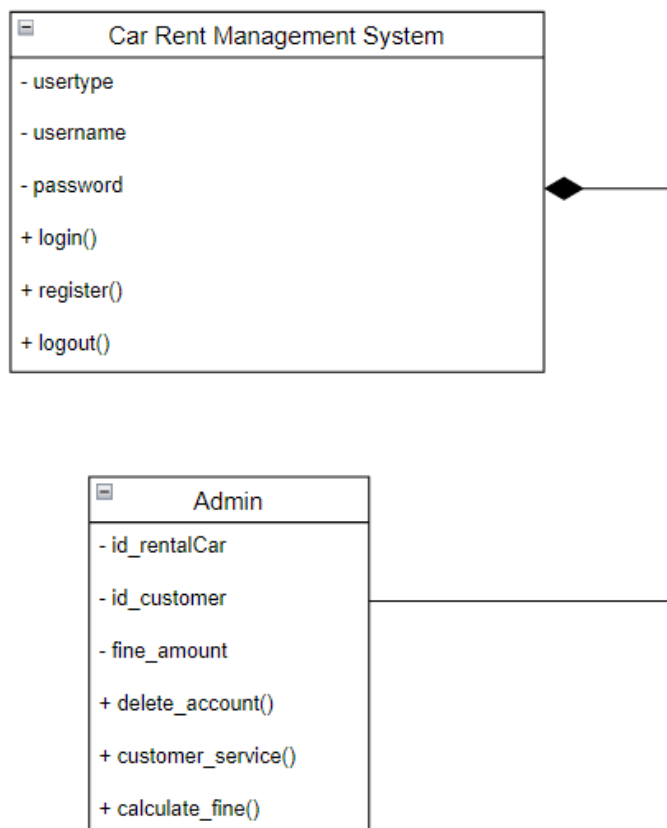 Car Rent Management System
- usertype
- username
- password
+ login()
+ register()
+ logout()
Admin
- id_rentalCar
- id_customer
- fine_amount
+ delete_account()
+ customer_service()
+ calculate_fine()